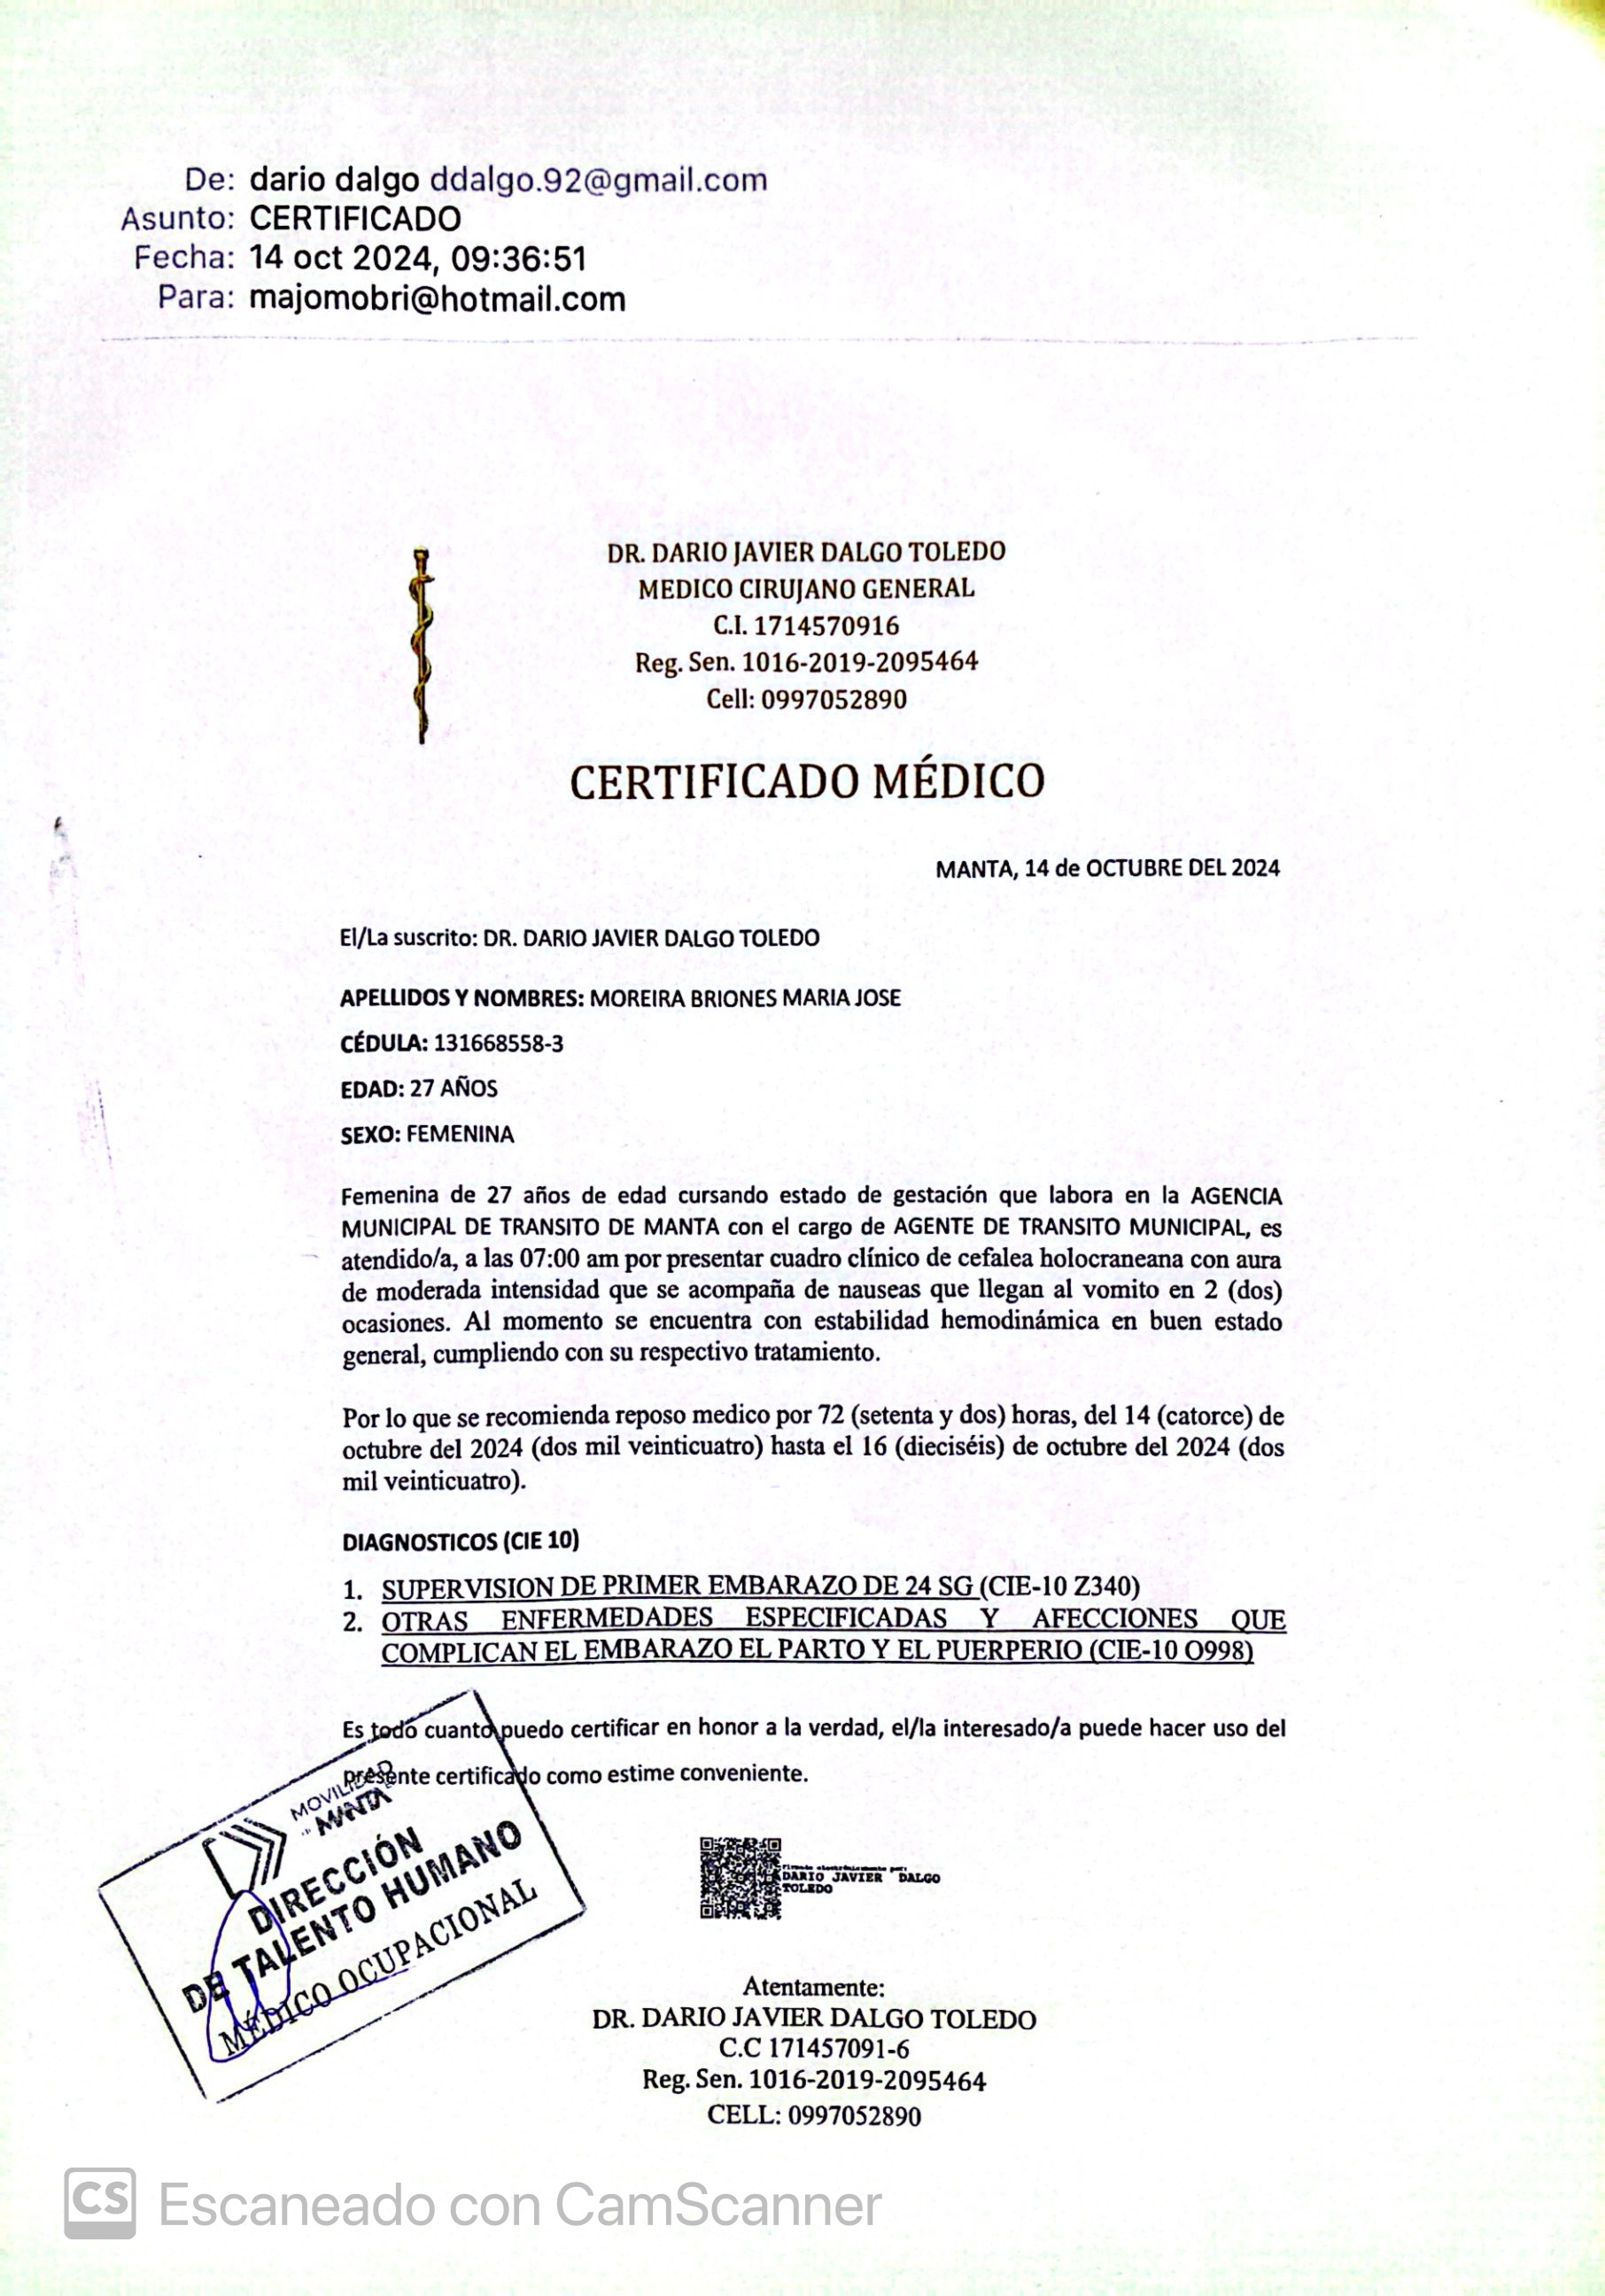 De: dario dalgo ddalgo.92@gmail.com
Asunto: CERTIFICADO
Fecha: 14 oct 2024, 09:36:51
Para: majomobri@hotmail.com
DR. DARIO JAVIER DALGO TOLEDO
MEDICO CIRUJANO GENERAL
C.I. 1714570916
Reg. Sen. 1016-2019-2095464
Cell: 0997052890
CERTIFICADO MÉDICO
MANTA, 14 de OCTUBRE DEL 2024
El/La suscrito: DR. DARIO JAVIER DALGO TOLEDO
APELLIDOS Y NOMBRES: MOREIRA BRIONES MARIA JOSE
CÉDULA: 131668558-3
EDAD: 27 AÑOS
SEXO: FEMENINA
Femenina de 27 años de edad cursando estado de gestación que labora en la AGENCIA
MUNICIPAL DE TRANSITO DE MANTA con el cargo de AGENTE DE TRANSITO MUNICIPAL, es
atendido/a, a las 07:00 am por presentar cuadro clínico de cefalea holocraneana con aura
de moderada intensidad que se acompaña de nauseas que llegan al vomito en 2 (dos)
ocasiones. Al momento se encuentra con estabilidad hemodinámica en buen estado
general, cumpliendo con su respectivo tratamiento.
Por lo que se recomienda reposo medico por 72 (setenta y dos) horas, del 14 (catorce) de
octubre del 2024 (dos mil veinticuatro) hasta el 16 (dieciséis) de octubre del 2024 (dos
mil veinticuatro).
DIAGNOSTICOS (CIE 10)
1. SUPERVISION DE PRIMER EMBARAZO DE 24 SG (CIE-10 Z340)
2. OTRAS ENFERMEDADES ESPECIFICADAS Y AFECCIONES QUE
COMPLICAN EL EMBARAZO EL PARTO Y EL PUERPERIO (CIE-10 O998)
Es todo cuanto puedo certificar en honor a la verdad, el/la interesado/a puede hacer uso del
presente certificado como estime conveniente.
MOVILIDAD
MANTA
DIRECCIÓN
DE TALENTO HUMANO
MÉDICO OCUPACIONAL
Firmado electrónicamente por:
DARIO JAVIER DALGO
TOLEDO
Atentamente:
DR. DARIO JAVIER DALGO TOLEDO
C.C 171457091-6
Reg. Sen. 1016-2019-2095464
CELL: 0997052890
CS Escaneado con CamScanner